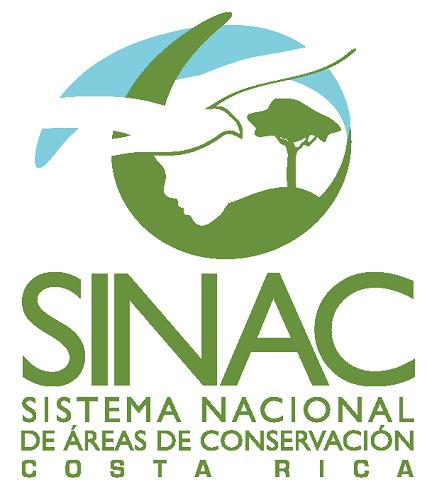 SINAC
SISTEMA NACIONAL
DE ÁREAS DE CONSERVACIÓN
COSTA RICA